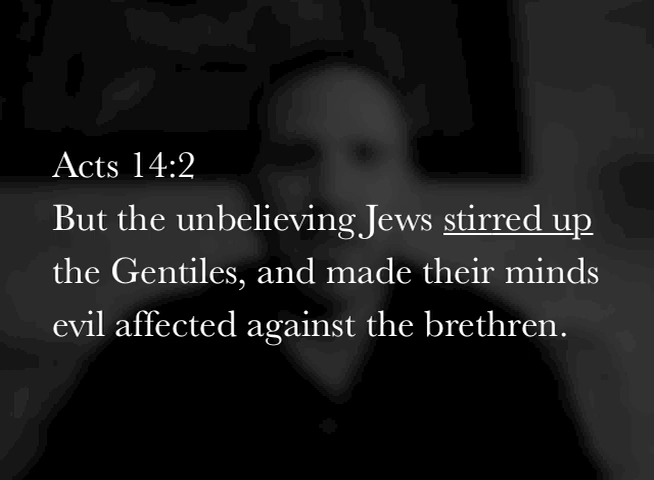 Acts 14:2
But the unbelieving Jews stirred up
the Gentiles, and made their minds
evil affected against the brethren.